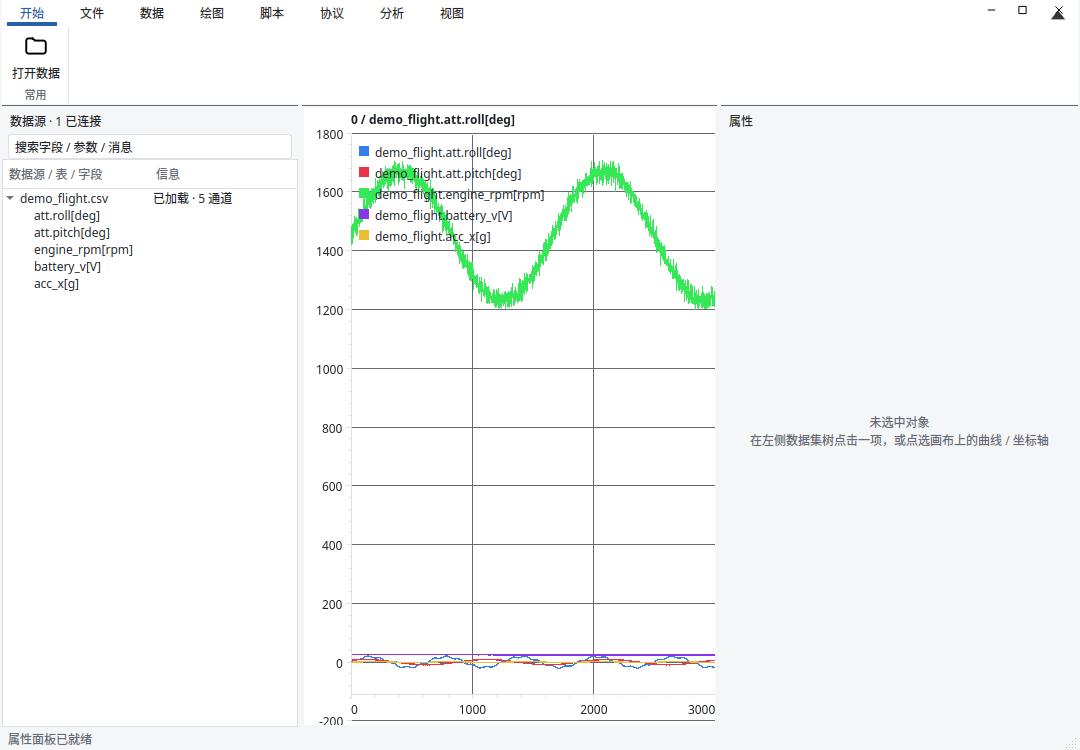 开始 文件 数据 绘图 脚本 协议 分析 视图
打开数据
常用
数据源 · 1 已连接
搜索字段 / 参数 / 消息
数据源 / 表 / 字段 信息
demo_flight.csv 已加载 · 5 通道
att.roll[deg]
att.pitch[deg]
engine_rpm[rpm]
battery_v[V]
acc_x[g]
0 / demo_flight.att.roll[deg]
demo_flight.att.roll[deg]
demo_flight.att.pitch[deg]
demo_flight.engine_rpm[rpm]
demo_flight.battery_v[V]
demo_flight.acc_x[g]
1800
1600
1400
1200
1000
800
600
400
200
0
-200
0 1000 2000 3000
属性
未选中对象
在左侧数据集树点击一项，或点选画布上的曲线 / 坐标轴
属性面板已就绪